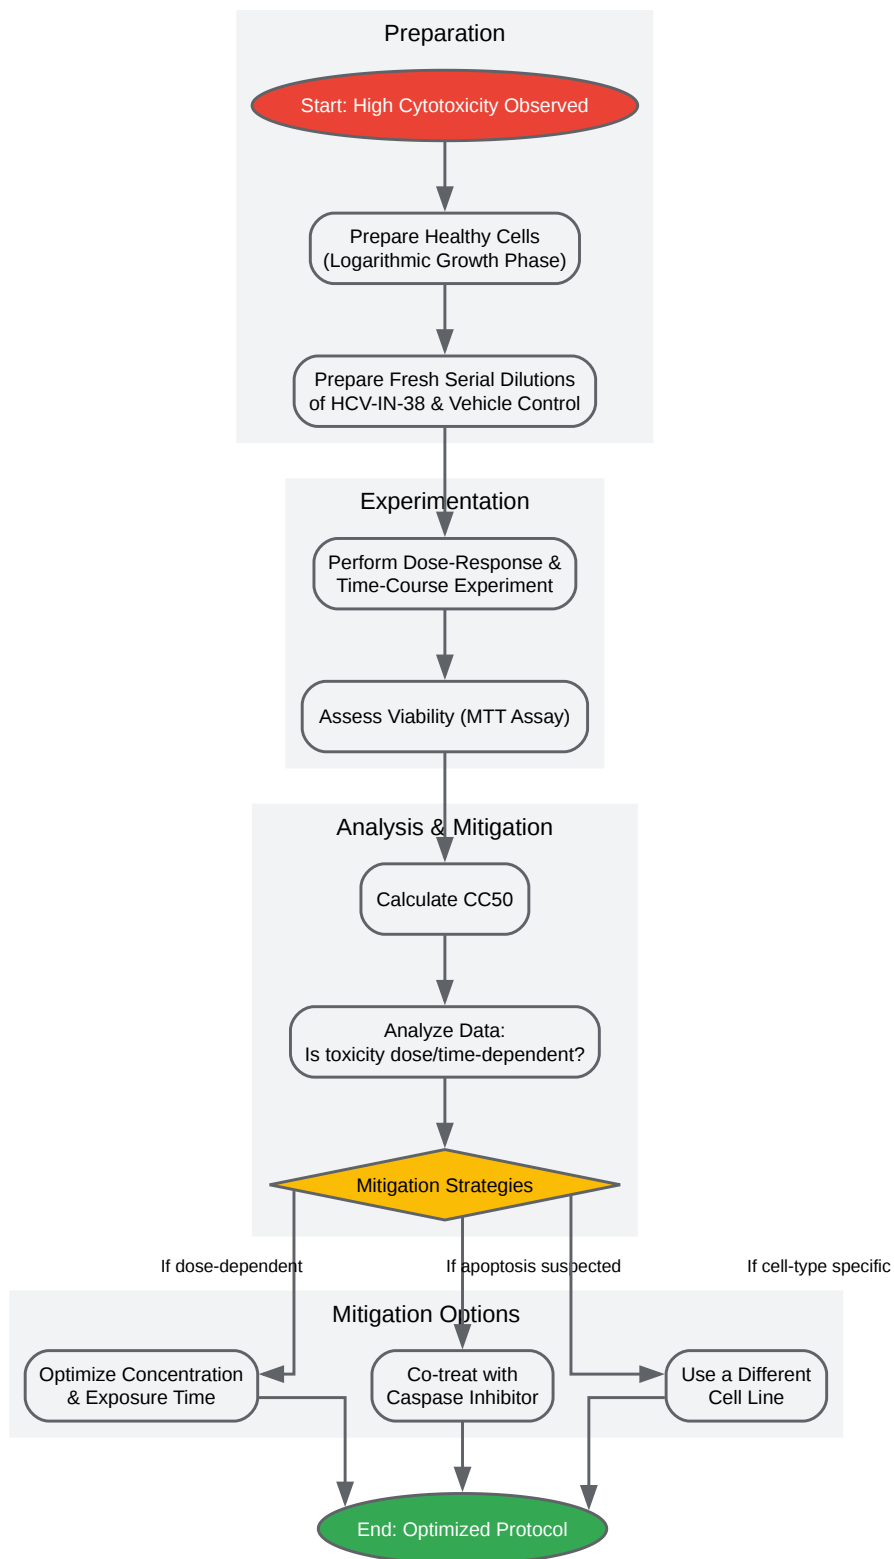 Preparation
Start: High Cytotoxicity Observed
Prepare Healthy Cells
(Logarithmic Growth Phase)
Prepare Fresh Serial Dilutions
of HCV-IN-38 & Vehicle Control
Experimentation
Perform Dose-Response &
Time-Course Experiment
Assess Viability (MTT Assay)
Analysis & Mitigation
Calculate CC50
Analyze Data:
Is toxicity dose/time-dependent?
Mitigation Strategies
If dose-dependent
If apoptosis suspected
If cell-type specific
Mitigation Options
Optimize Concentration
& Exposure Time
Co-treat with
Caspase Inhibitor
Use a Different
Cell Line
End: Optimized Protocol